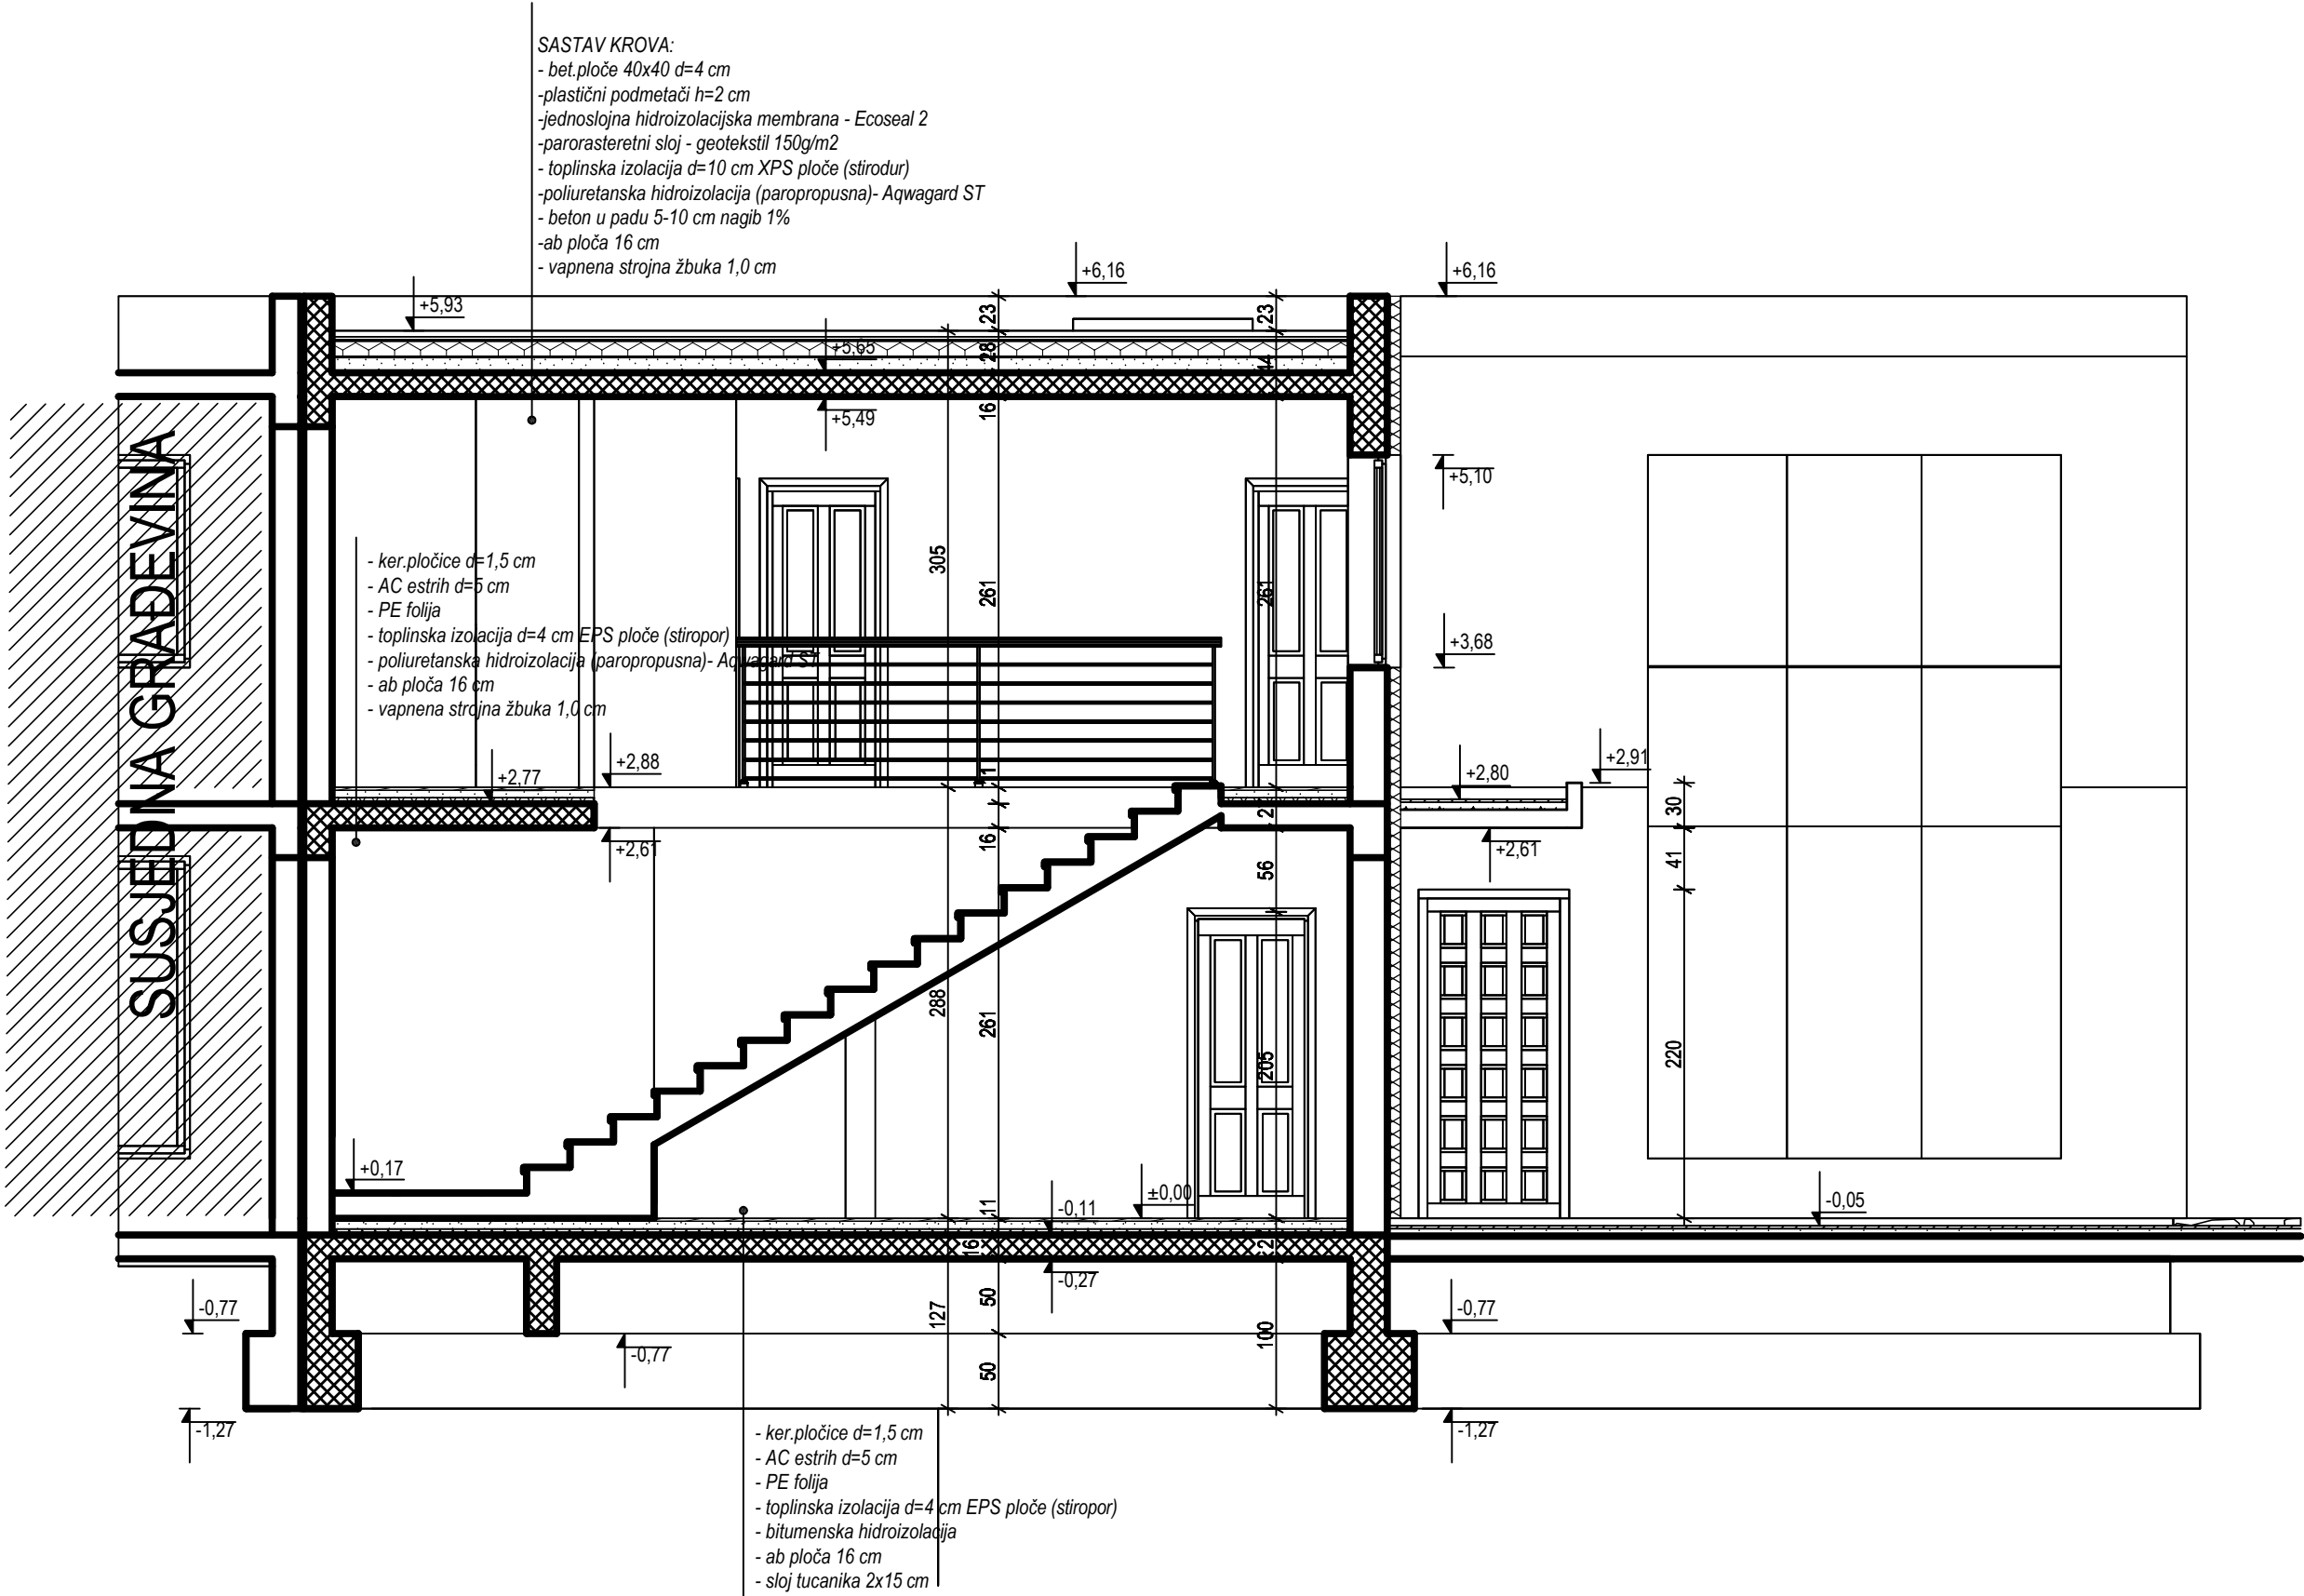 SASTAV KROVA:
- bet.ploče 40x40 d=4 cm
-plastični podmetači h=2 cm
-jednoslojna hidroizolacijska membrana - Ecoseal 2
-parorasteretni sloj - geotekstil 150g/m2
- toplinska izolacija d=10 cm XPS ploče (stirodur)
-poliuretanska hidroizolacija (paropropusna)- Aqwagard ST
- beton u padu 5-10 cm nagib 1%
-ab ploča 16 cm
- vapnena strojna žbuka 1,0 cm
+6,16
+6,16
+5,93
23
23
+5,65
28
44
16
+5,49
+5,10
SUSJEDNA GRAĐEVINA
- ker.pločice d=1,5 cm
- AC estrih d=5 cm
- PE folija
- toplinska izolacija d=4 cm EPS ploče (stiropor)
- poliuretanska hidroizolacija (paropropusna)- Aqwagard ST
- ab ploča 16 cm
- vapnena strojna žbuka 1,0 cm
305
261
261
+3,68
+2,88
+2,77
+2,80
+2,91
30
16
+2,61
+2,61
56
41
288
261
205
220
+0,17
±0,00
11
-0,11
-0,05
16
-0,27
-0,77
-0,77
-0,77
127
50
100
50
-1,27
-1,27
- ker.pločice d=1,5 cm
- AC estrih d=5 cm
- PE folija
- toplinska izolacija d=4 cm EPS ploče (stiropor)
- bitumenska hidroizolacija
- ab ploča 16 cm
- sloj tucanika 2x15 cm